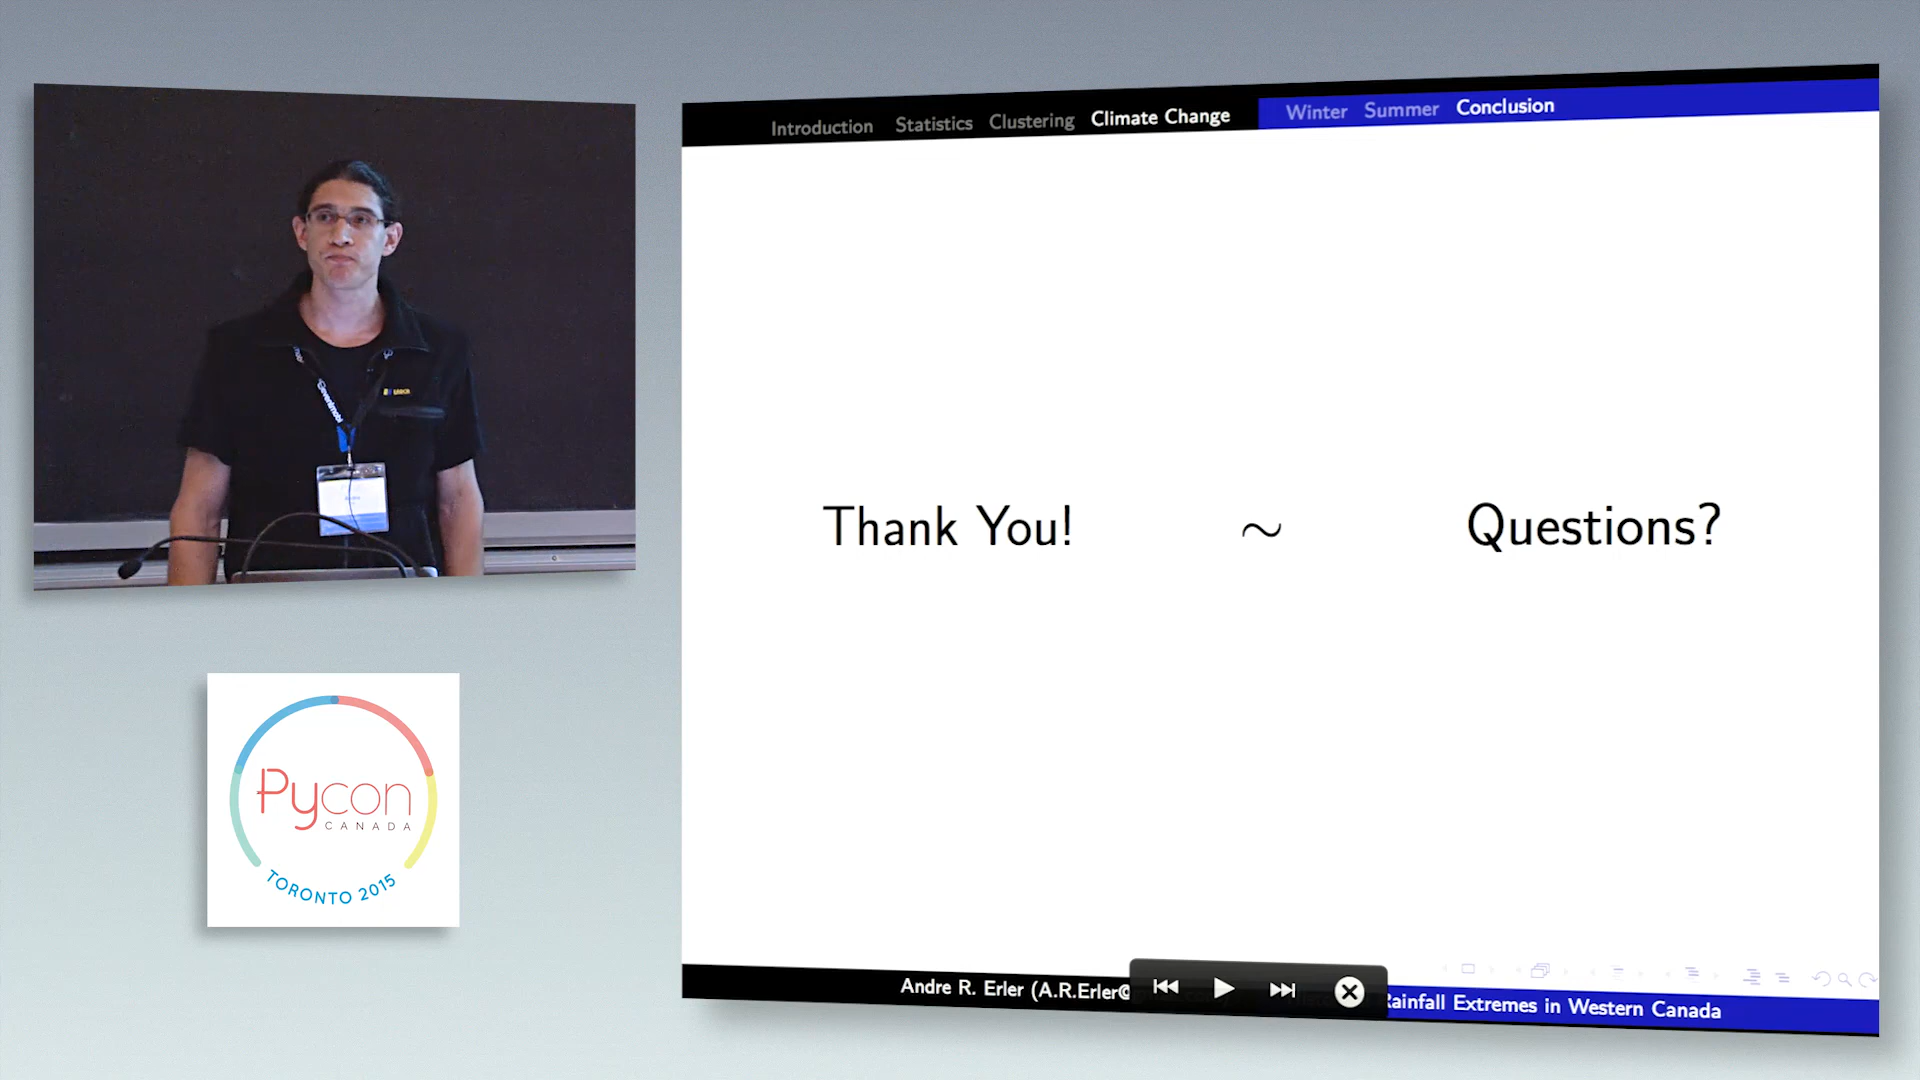 Introduction Statistics Clustering Climate Change Winter Summer Conclusion
Thank You! ~ Questions?
Andre R. Erler (A.R.Erler@
Rainfall Extremes in Western Canada
Pycon
CANADA
TORONTO 2015